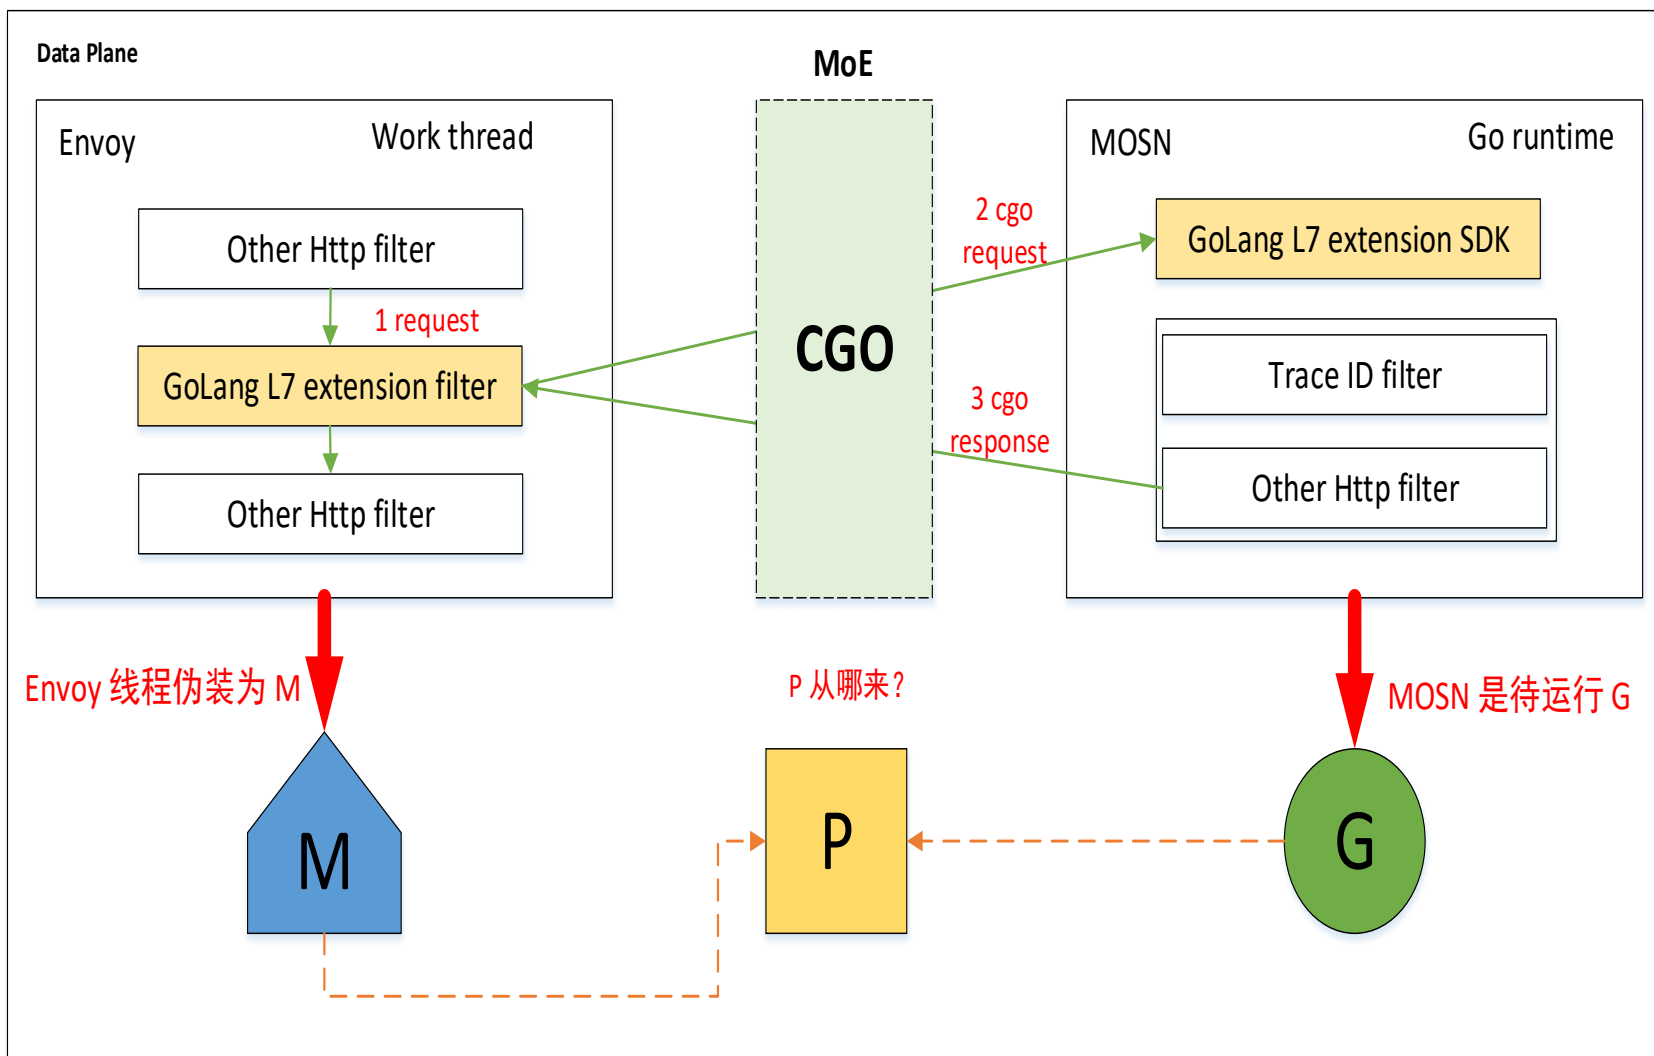 Data Plane
MoE
Envoy
Work thread
MOSN
Go runtime
Other Http filter
1 request
GoLang L7 extension filter
Other Http filter
CGO
2 cgo
request
3 cgo
response
GoLang L7 extension SDK
Trace ID filter
Other Http filter
Envoy 线程伪装为 M
P 从哪来?
MOSN 是待运行 G
M
P
G